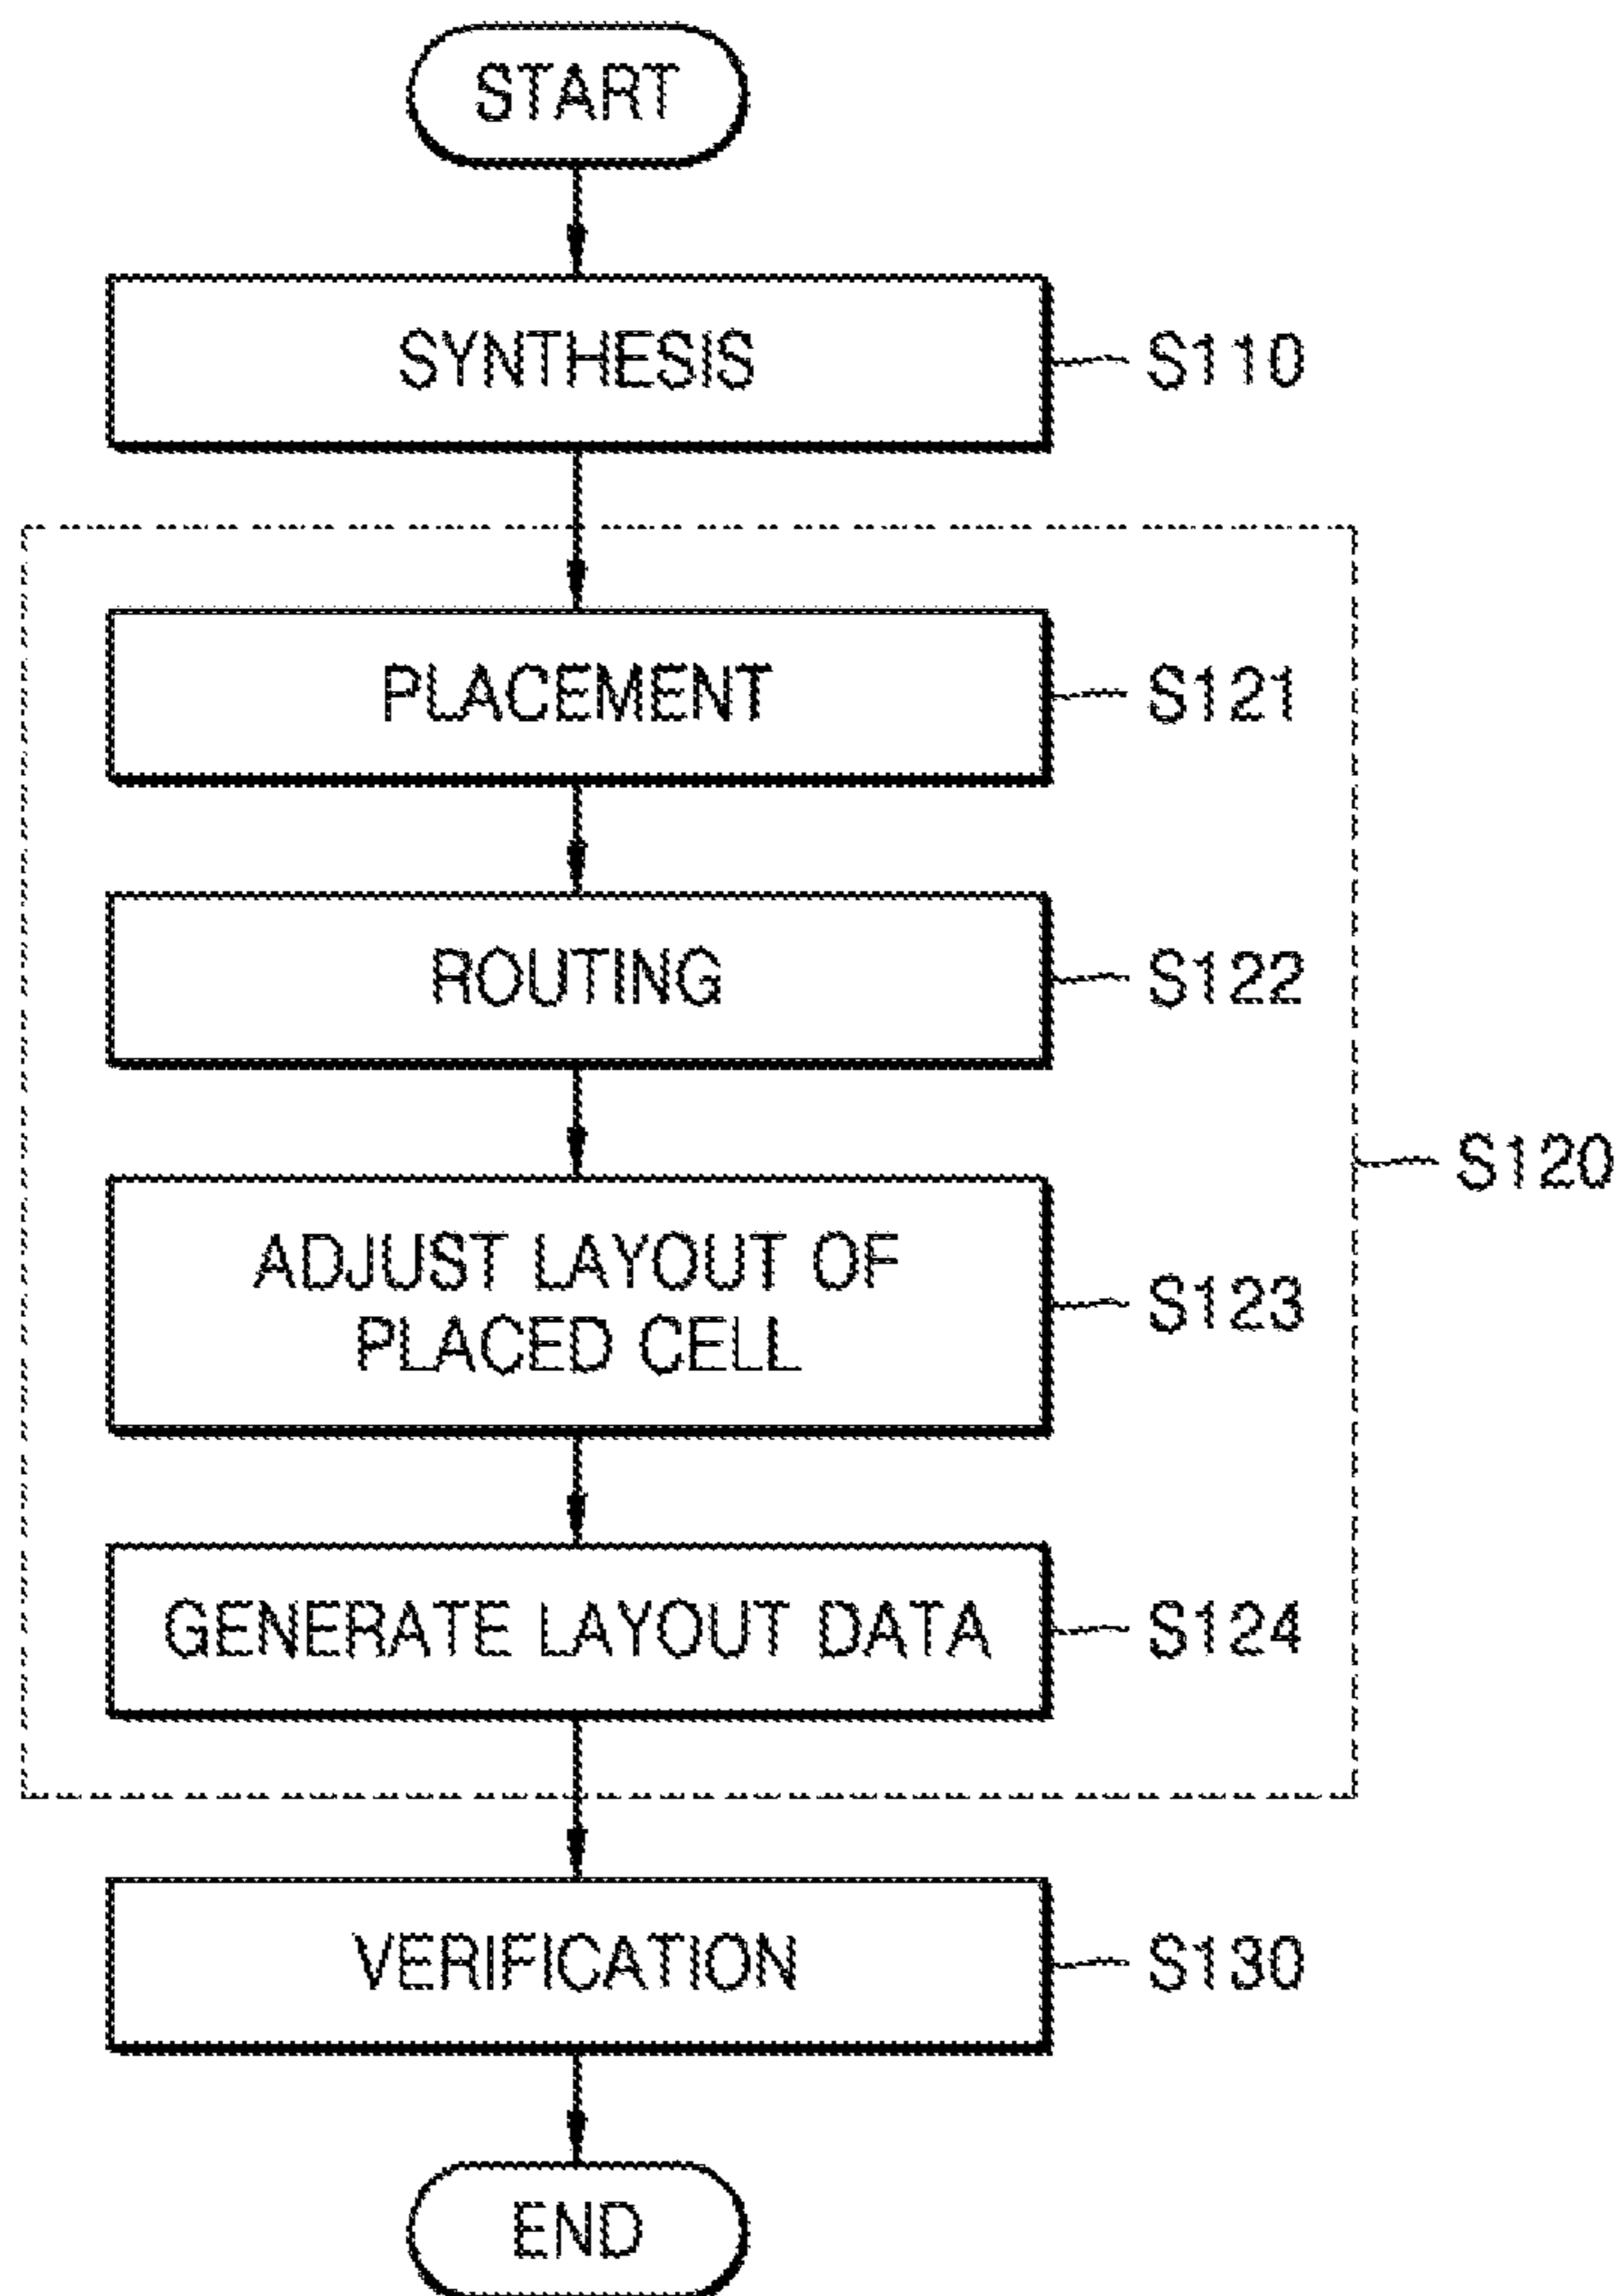 START
SYNTHESIS
S110
PLACEMENT
S121
ROUTING
S122
S120
ADJUST LAYOUT OF
PLACED CELL
S123
GENERATE LAYOUT DATA
S124
VERIFICATION
S130
END